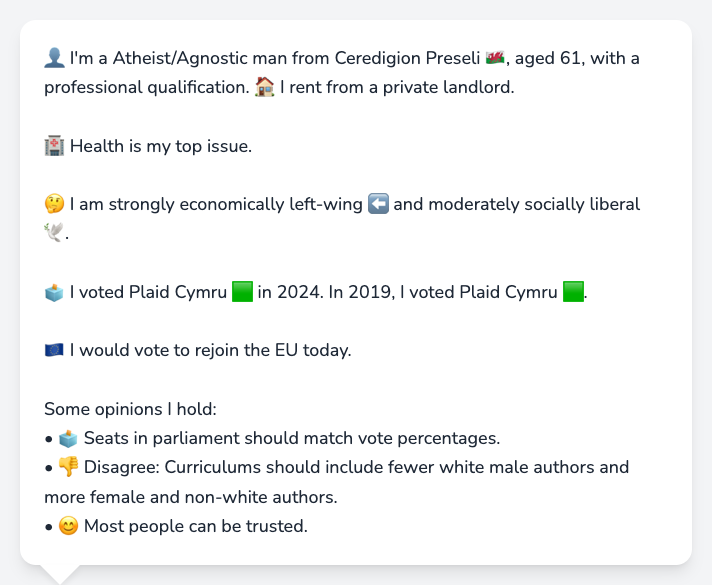 👤 I'm a Atheist/Agnostic man from Ceredigion Preseli 🏴󠁧󠁢󠁷󠁬󠁳󠁿, aged 61, with a
professional qualification. 🏠 I rent from a private landlord.
🏥 Health is my top issue.
🤔 I am strongly economically left-wing ⬅️ and moderately socially liberal
🕊️.
🗳️ I voted Plaid Cymru 🟩 in 2024. In 2019, I voted Plaid Cymru 🟩.
🇪🇺 I would vote to rejoin the EU today.
Some opinions I hold:
• 🗳️ Seats in parliament should match vote percentages.
• 👎 Disagree: Curriculums should include fewer white male authors and
more female and non-white authors.
• 😊 Most people can be trusted.